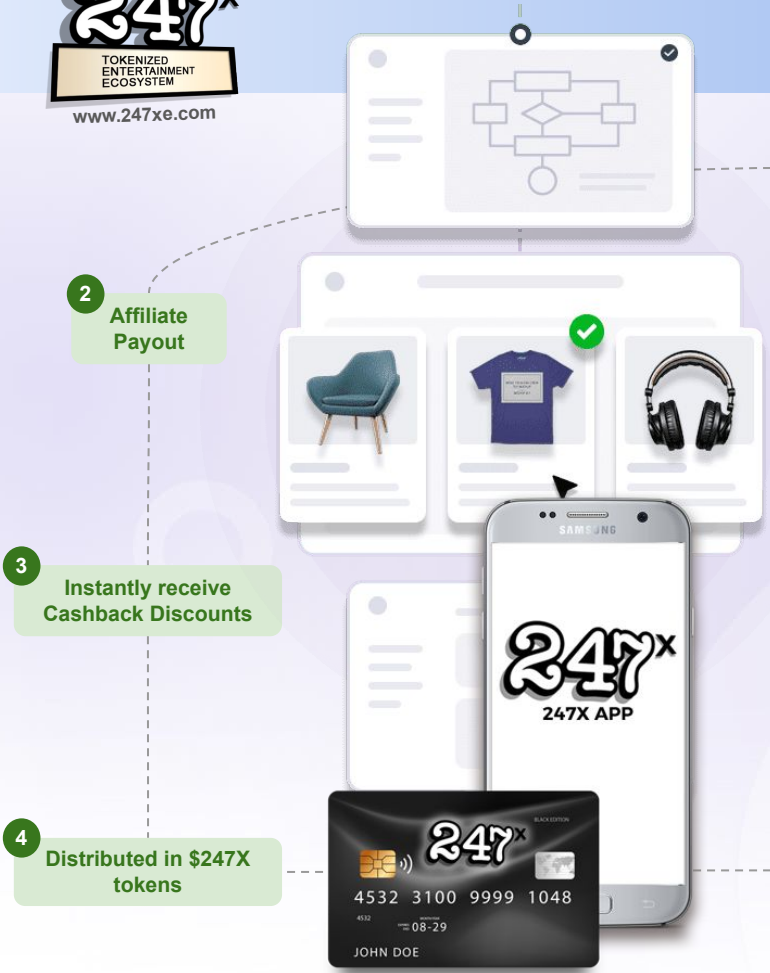 247x
TOKENIZED
ENTERTAINMENT
ECOSYSTEM
www.247xe.com
2
Affiliate
Payout
3
Instantly receive
Cashback Discounts
SAMSUNG
247x
247X APP
4
Distributed in $247X
tokens
BLACK EDITION
247x
4532 3100 9999 1048
4532
08-29
JOHN DOE